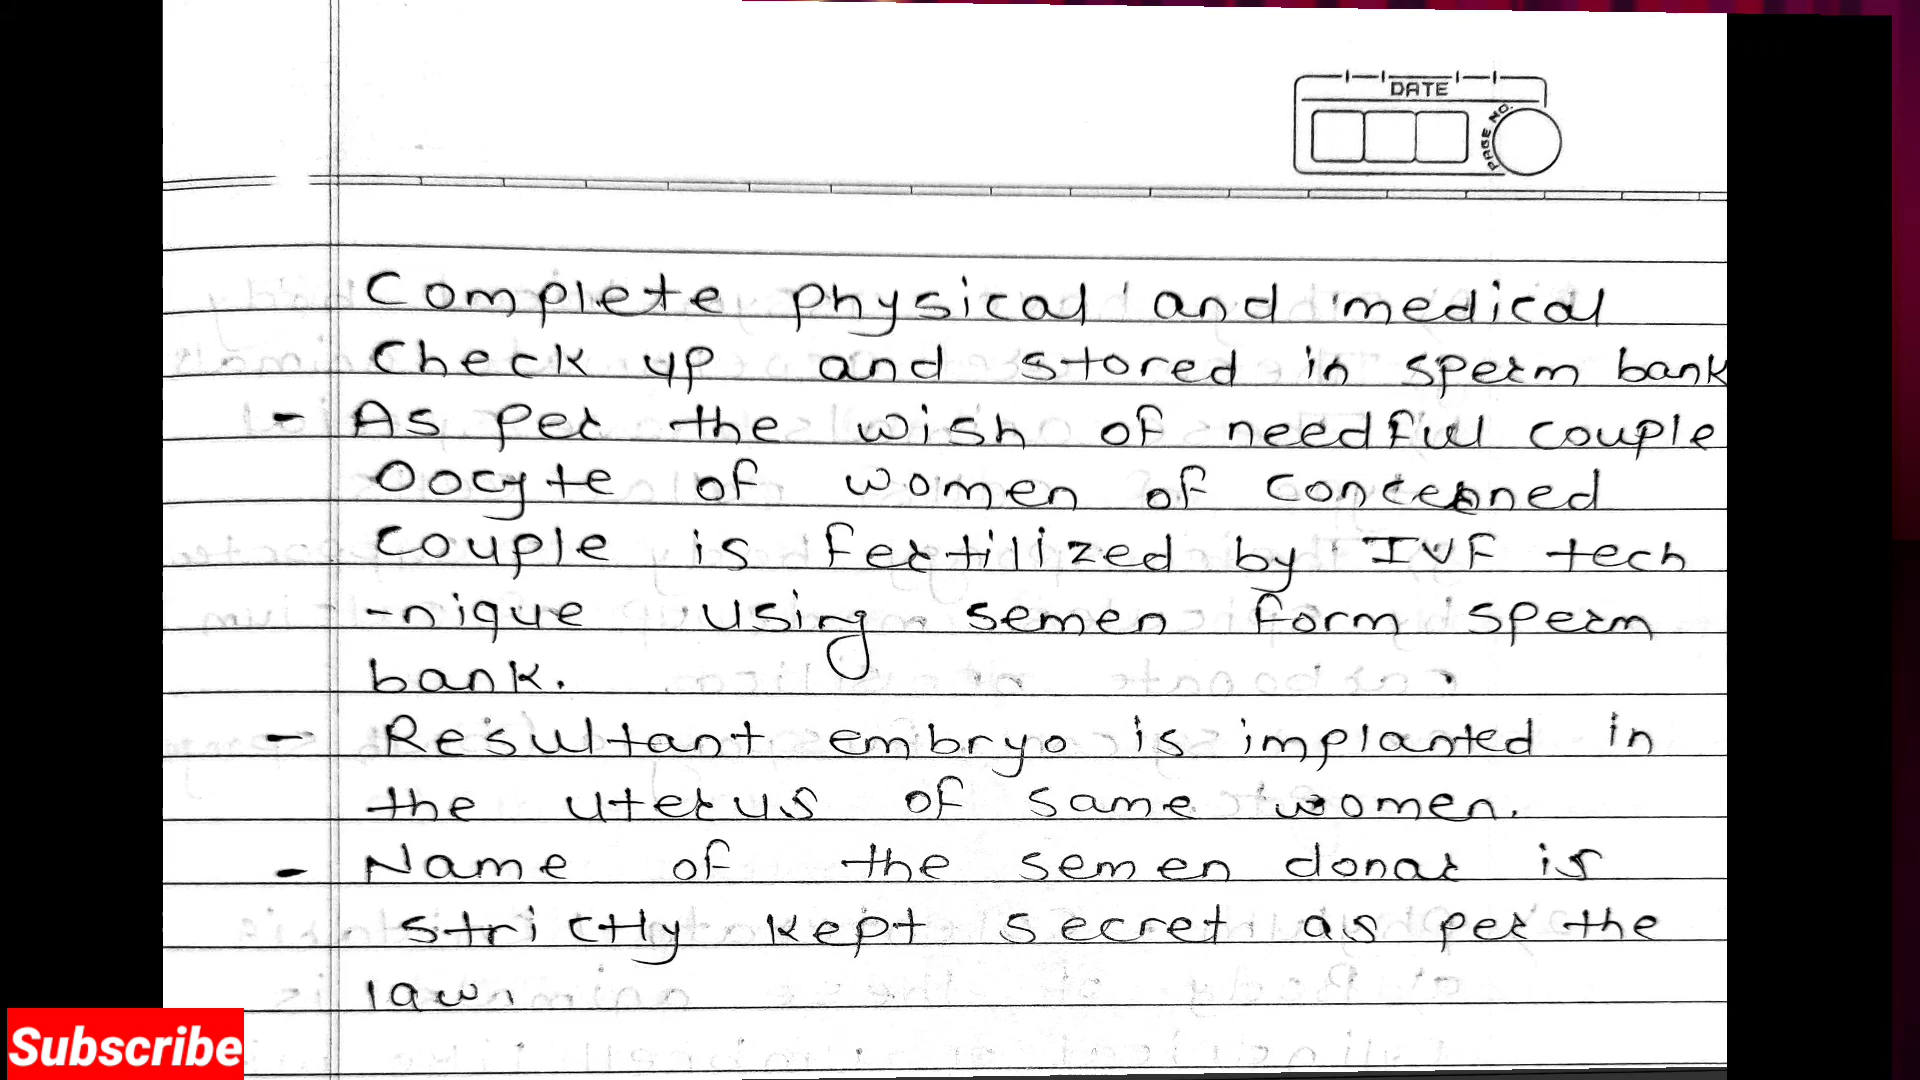 DATE
PAGE NO.
Complete physical and medical
Check up and stored in sperm bank
- As per the wish of needful couple
Oocyte of women of concerned
couple is fertilized by IVF tech
-nique using semen form sperm
bank.
- Resultant embryo is implanted in
the uterus of same women.
- Name of the semen donar is
strictly kept secret as per the
law.
Subscribe